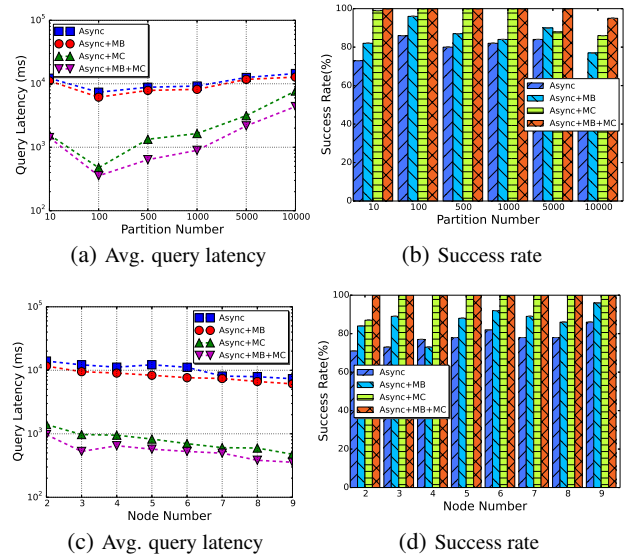 10^5
Async
Async+MB
Async+MC
Async+MB+MC
10^4
10^3
10^2
Query Latency (ms)
10 100 500 1000 5000 10000
Partition Number
(a) Avg. query latency
100
80
60
40
20
0
Success Rate(%)
Async
Async+MB
Async+MC
Async+MB+MC
10 100 500 1000 5000 10000
Partition Number
(b) Success rate
10^5
Async
Async+MB
Async+MC
Async+MB+MC
10^4
10^3
10^2
Query Latency (ms)
2 3 4 5 6 7 8 9
Node Number
(c) Avg. query latency
100
80
60
40
20
0
Success Rate(%)
Async
Async+MB
Async+MC
Async+MB+MC
2 3 4 5 6 7 8 9
Node Number
(d) Success rate